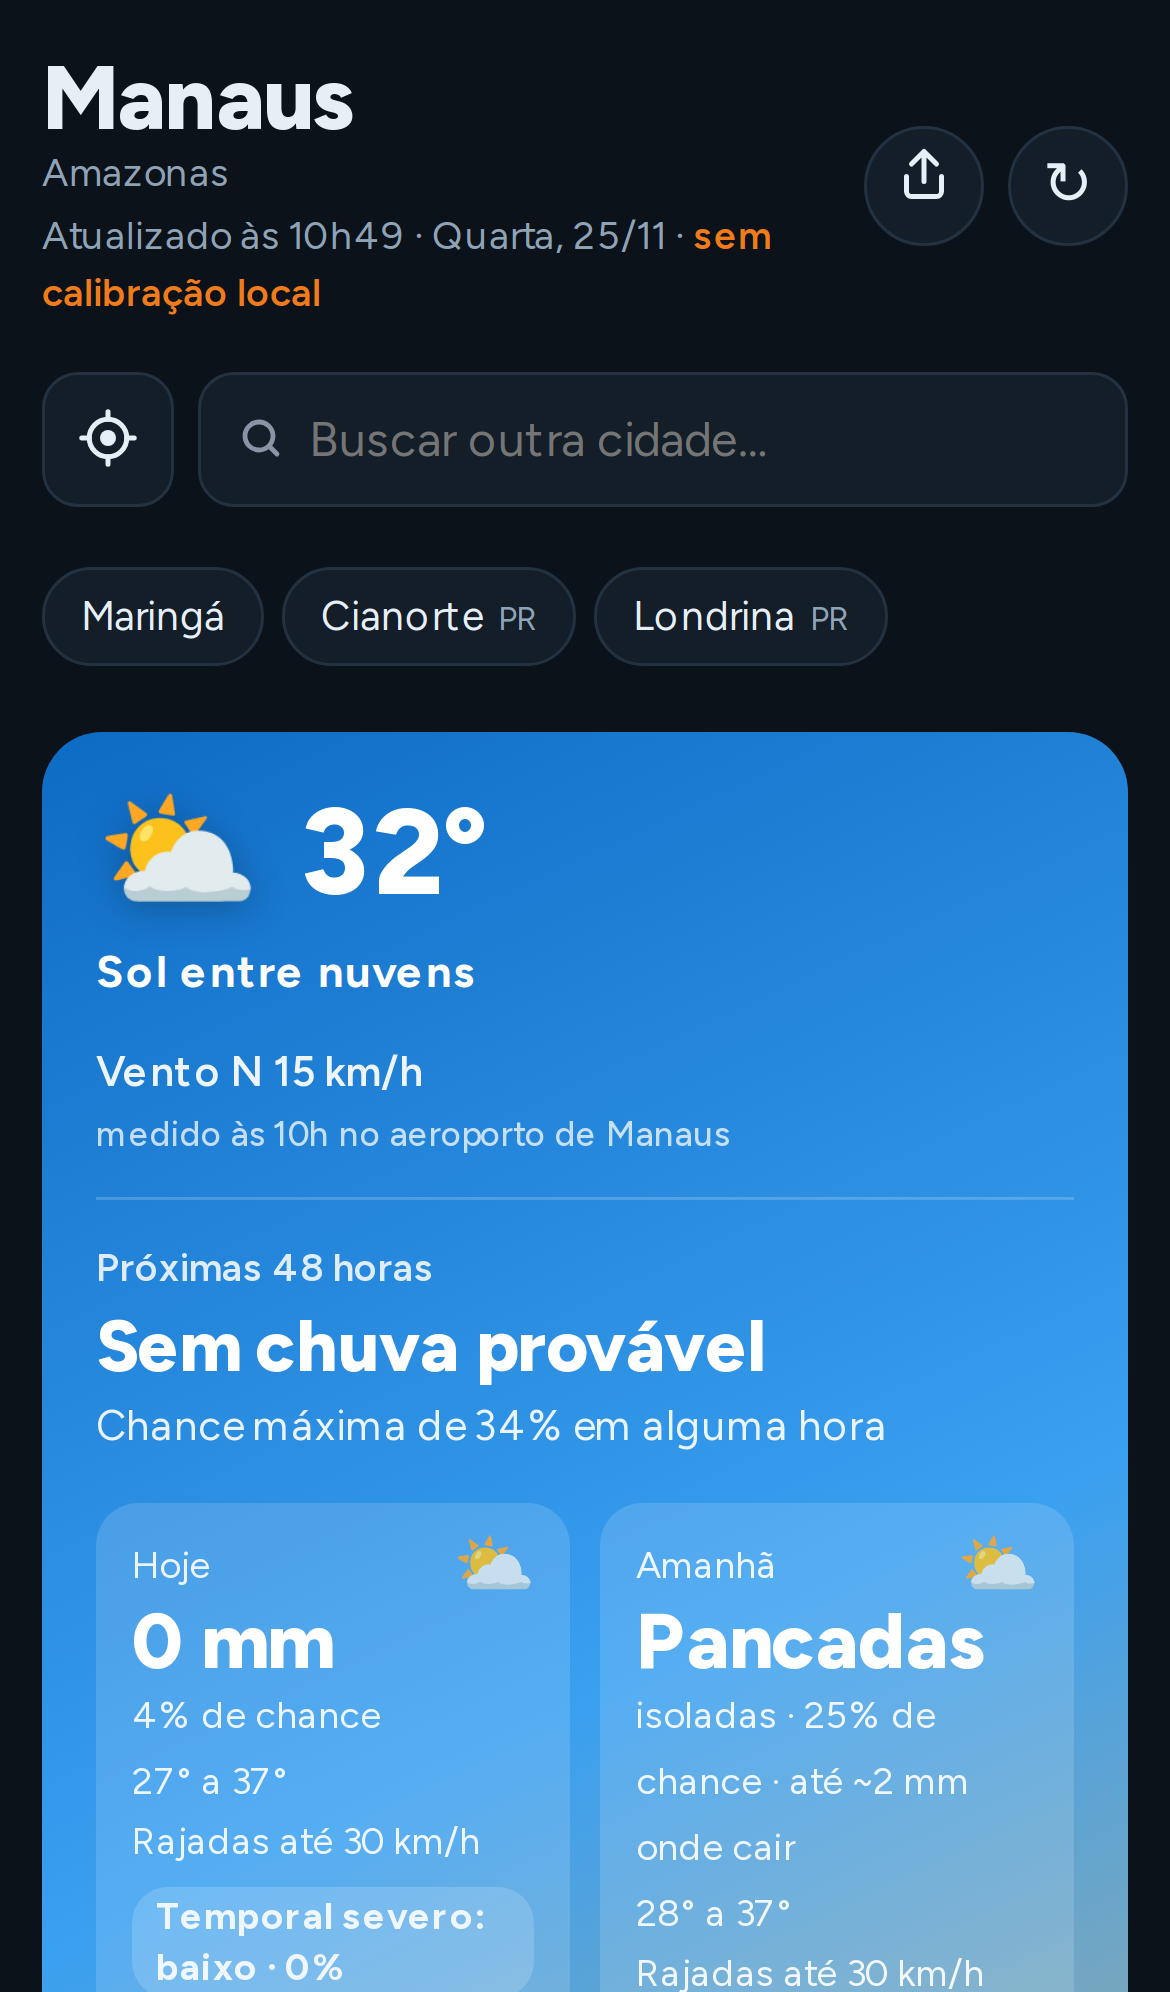 Manaus
Amazonas
Atualizado às 10h49 · Quarta, 25/11 · sem
calibração local
Buscar outra cidade...
Maringá
Cianorte PR
Londrina PR
32°
Sol entre nuvens
Vento N 15 km/h
medido às 10h no aeroporto de Manaus
Próximas 48 horas
Sem chuva provável
Chance máxima de 34% em alguma hora
Hoje
0 mm
4% de chance
27° a 37°
Rajadas até 30 km/h
Temporal severo:
baixo · 0%
Amanhã
Pancadas
isoladas · 25% de
chance · até ~2 mm
onde cair
28° a 37°
Rajadas até 30 km/h